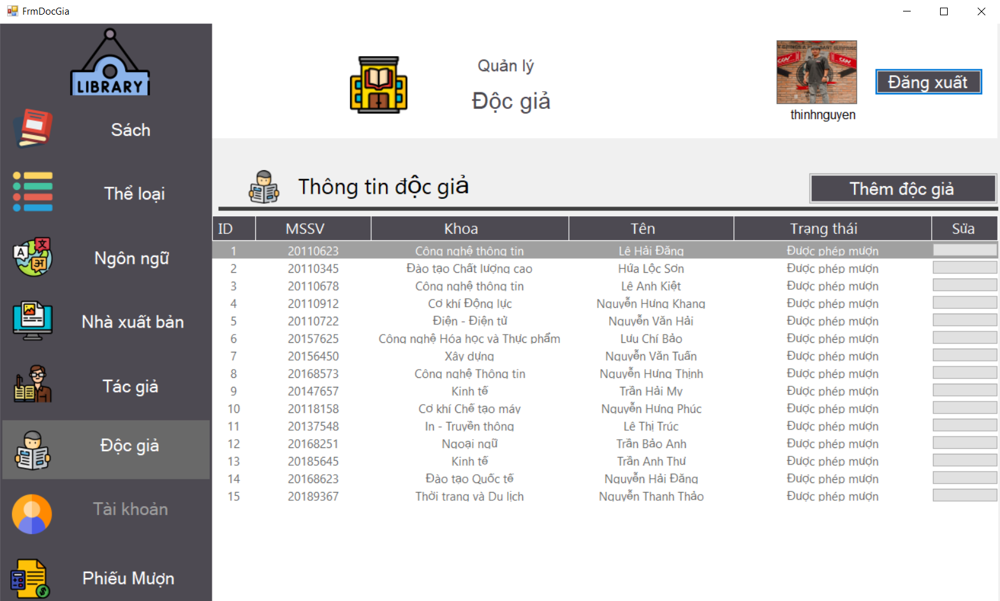 FrmDocGia
LIBRARY
Sách
Thể loại
Ngôn ngữ
Nhà xuất bản
Tác giả
Độc giả
Tài khoản
Phiếu Mượn
Quản lý
Độc giả
thinhnguyen
Đăng xuất
Thông tin độc giả
Thêm độc giả
ID MSSV Khoa Tên Trạng thái Sửa
1 20110623 Công nghệ thông tin Lê Hải Đăng Được phép mượn
2 20110345 Đào tạo Chất lượng cao Hứa Lộc Sơn Được phép mượn
3 20110678 Công nghệ thông tin Lê Anh Kiệt Được phép mượn
4 20110912 Cơ khí Động lực Nguyễn Hưng Khang Được phép mượn
5 20110722 Điện - Điện tử Nguyễn Văn Hải Được phép mượn
6 20157625 Công nghệ Hóa học và Thực phẩm Lưu Chí Bảo Được phép mượn
7 20156450 Xây dựng Nguyễn Văn Tuấn Được phép mượn
8 20168573 Công nghệ Thông tin Nguyễn Hưng Thịnh Được phép mượn
9 20147657 Kinh tế Trần Hải My Được phép mượn
10 20118158 Cơ khí Chế tạo máy Nguyễn Hưng Phúc Được phép mượn
11 20137548 In - Truyền thông Lê Thị Trúc Được phép mượn
12 20168251 Ngoại ngữ Trần Bảo Anh Được phép mượn
13 20185645 Kinh tế Trần Anh Thư Được phép mượn
14 20168623 Đào tạo Quốc tế Nguyễn Hải Đăng Được phép mượn
15 20189367 Thời trang và Du lịch Nguyễn Thanh Thảo Được phép mượn